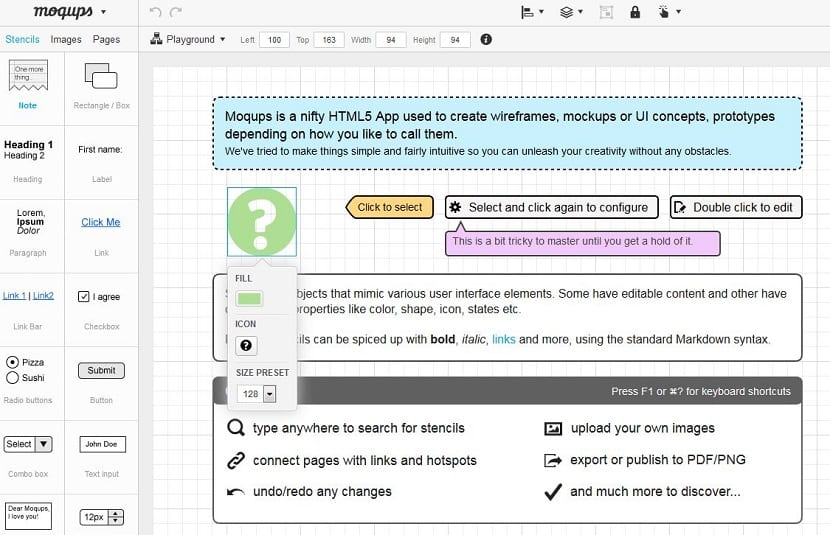 moqups
Stencils Images Pages
Playground Left 100 Top 163 Width 94 Height 94
One more
thing...
Note
Rectangle / Box
Heading 1
Heading 2
Heading
First name:
Label
Lorem,
Ipsum
Dolor
Paragraph
Click Me
Link
Link 1 | Link2
Link Bar
I agree
Checkbox
Pizza
Sushi
Radio buttons
Submit
Button
Select
Combo box
John Doe
Text input
Dear Moqups,
I love you!
12px
Moqups is a nifty HTML5 App used to create wireframes, mockups or UI concepts, prototypes
depending on how you like to call them.
We've tried to make things simple and fairly intuitive so you can unleash your creativity without any obstacles.
?
Click to select
Select and click again to configure
Double click to edit
This is a bit tricky to master until you get a hold of it.
FILL
ICON
?
SIZE PRESET
128
bjects that mimic various user interface elements. Some have editable content and other have
properties like color, shape, icon, states etc.
ils can be spiced up with bold, italic, links and more, using the standard Markdown syntax.
Press F1 or ⌘? for keyboard shortcuts
type anywhere to search for stencils
upload your own images
connect pages with links and hotspots
export or publish to PDF/PNG
undo/redo any changes
and much more to discover...